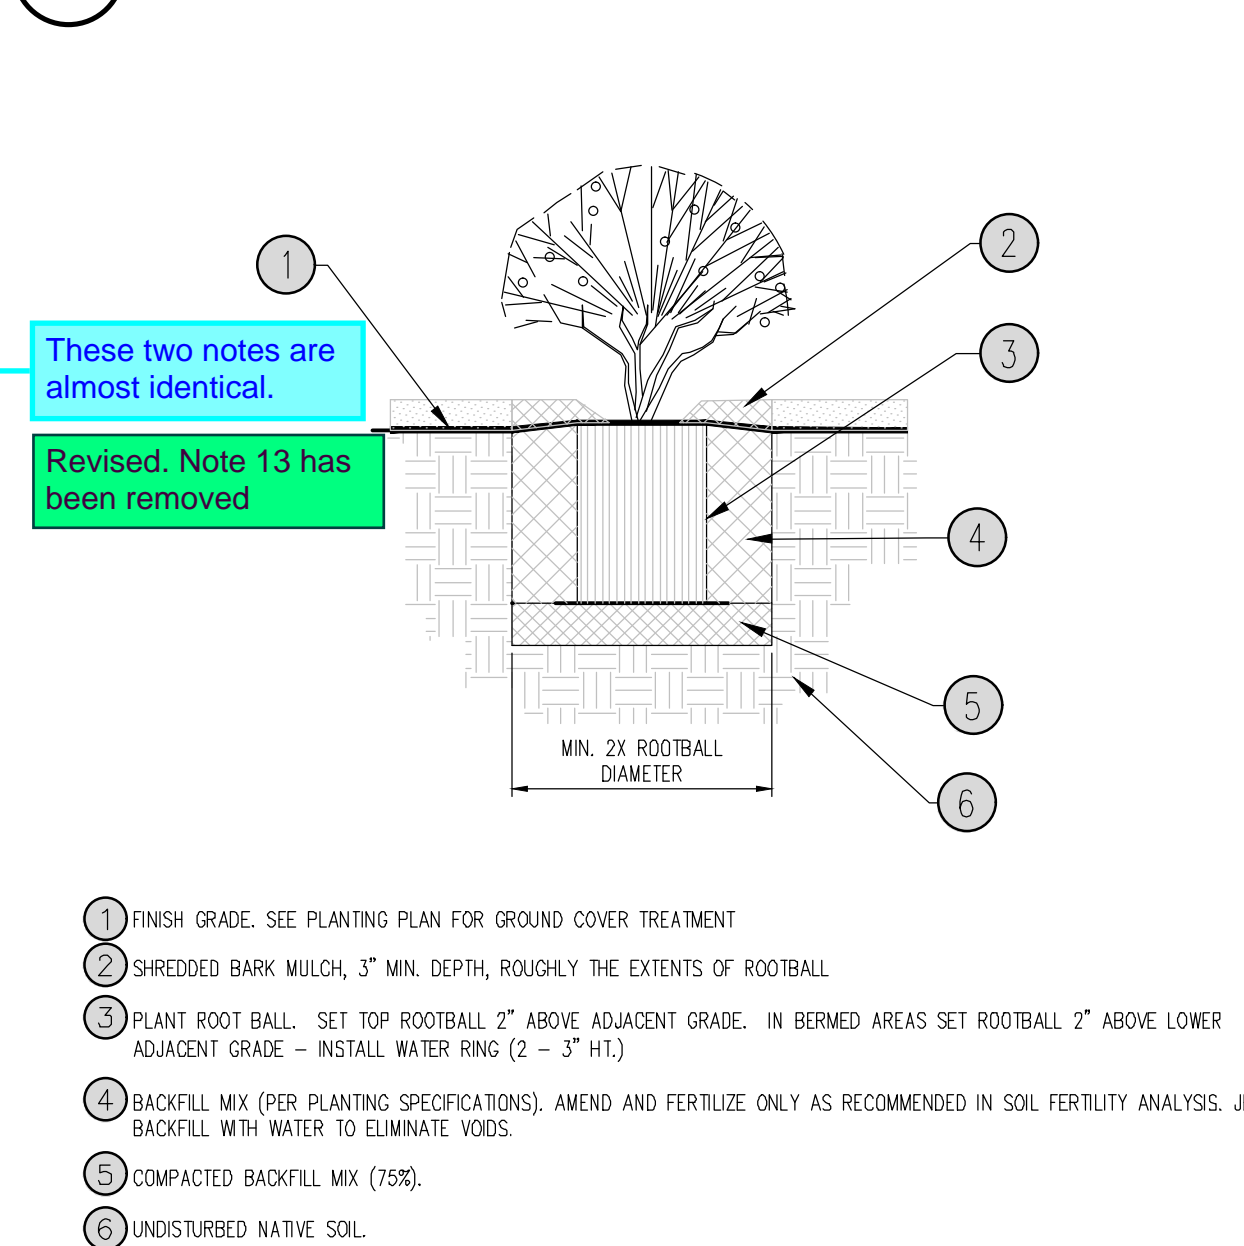 1
2
These two notes are
almost identical.
3
Revised. Note 13 has
been removed
4
5
MIN. 2X ROOTBALL
DIAMETER
6
1 FINISH GRADE. SEE PLANTING PLAN FOR GROUND COVER TREATMENT
2 SHREDDED BARK MULCH, 3" MIN. DEPTH, ROUGHLY THE EXTENTS OF ROOTBALL
3 PLANT ROOT BALL. SET TOP ROOTBALL 2" ABOVE ADJACENT GRADE. IN BERMED AREAS SET ROOTBALL 2" ABOVE LOWER
ADJACENT GRADE – INSTALL WATER RING (2 – 3" HT.)
4 BACKFILL MIX (PER PLANTING SPECIFICATIONS). AMEND AND FERTILIZE ONLY AS RECOMMENDED IN SOIL FERTILITY ANALYSIS.
BACKFILL WITH WATER TO ELIMINATE VOIDS.
5 COMPACTED BACKFILL MIX (75%).
6 UNDISTURBED NATIVE SOIL.